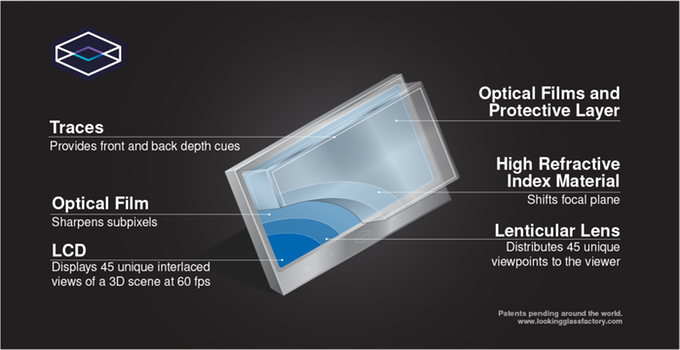 Traces
Provides front and back depth cues
Optical Film
Sharpens subpixels
LCD
Displays 45 unique interlaced
views of a 3D scene at 60 fps
Optical Films and
Protective Layer
High Refractive
Index Material
Shifts focal plane
Lenticular Lens
Distributes 45 unique
viewpoints to the viewer
Patents pending around the world.
www.lookingglassfactory.com